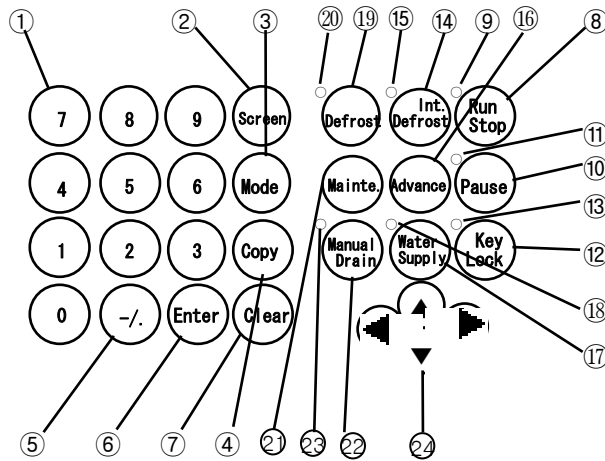 ① ② ③ ⑳ ⑲ ⑮ ⑭ ⑨ ⑯ ⑧
7 8 9 Screen Defrost Int. Defrost Run Stop
⑪
4 5 6 Mode Mainte. Advance Pause ⑩
⑬
1 2 3 Copy Manual Drain Water Supply Key Lock ⑫
0 -/. Enter Clear ⑱
⑰
⑤ ⑥ ⑦ ④ ㉑ ㉓ ㉒ ㉔